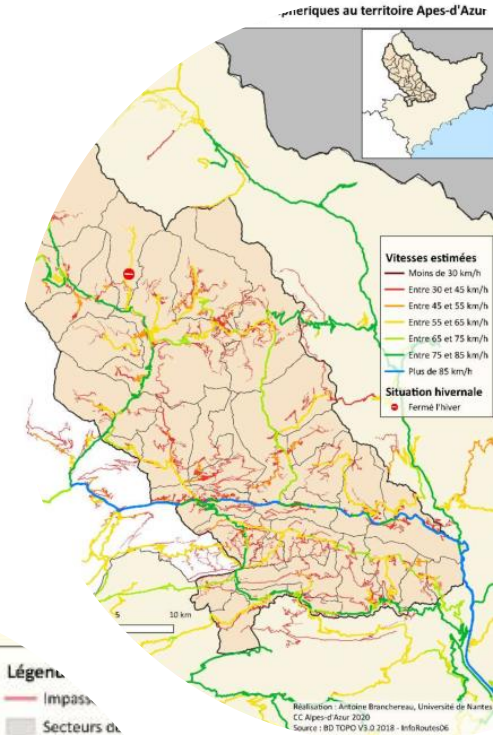 au territoire Apes-d'Azur
Vitesses estimées
Moins de 30 km/h
Entre 30 et 45 km/h
Entre 45 et 55 km/h
Entre 55 et 65 km/h
Entre 65 et 75 km/h
Entre 75 et 85 km/h
Plus de 85 km/h
Situation hivernale
Fermé l'hiver
10 km
Réalisation : Antoine Branchereau, Université de Nantes
CC Alpes-d'Azur 2020
Source : BD TOPO V3.0 2018 - InfoRoutes06
Secteurs